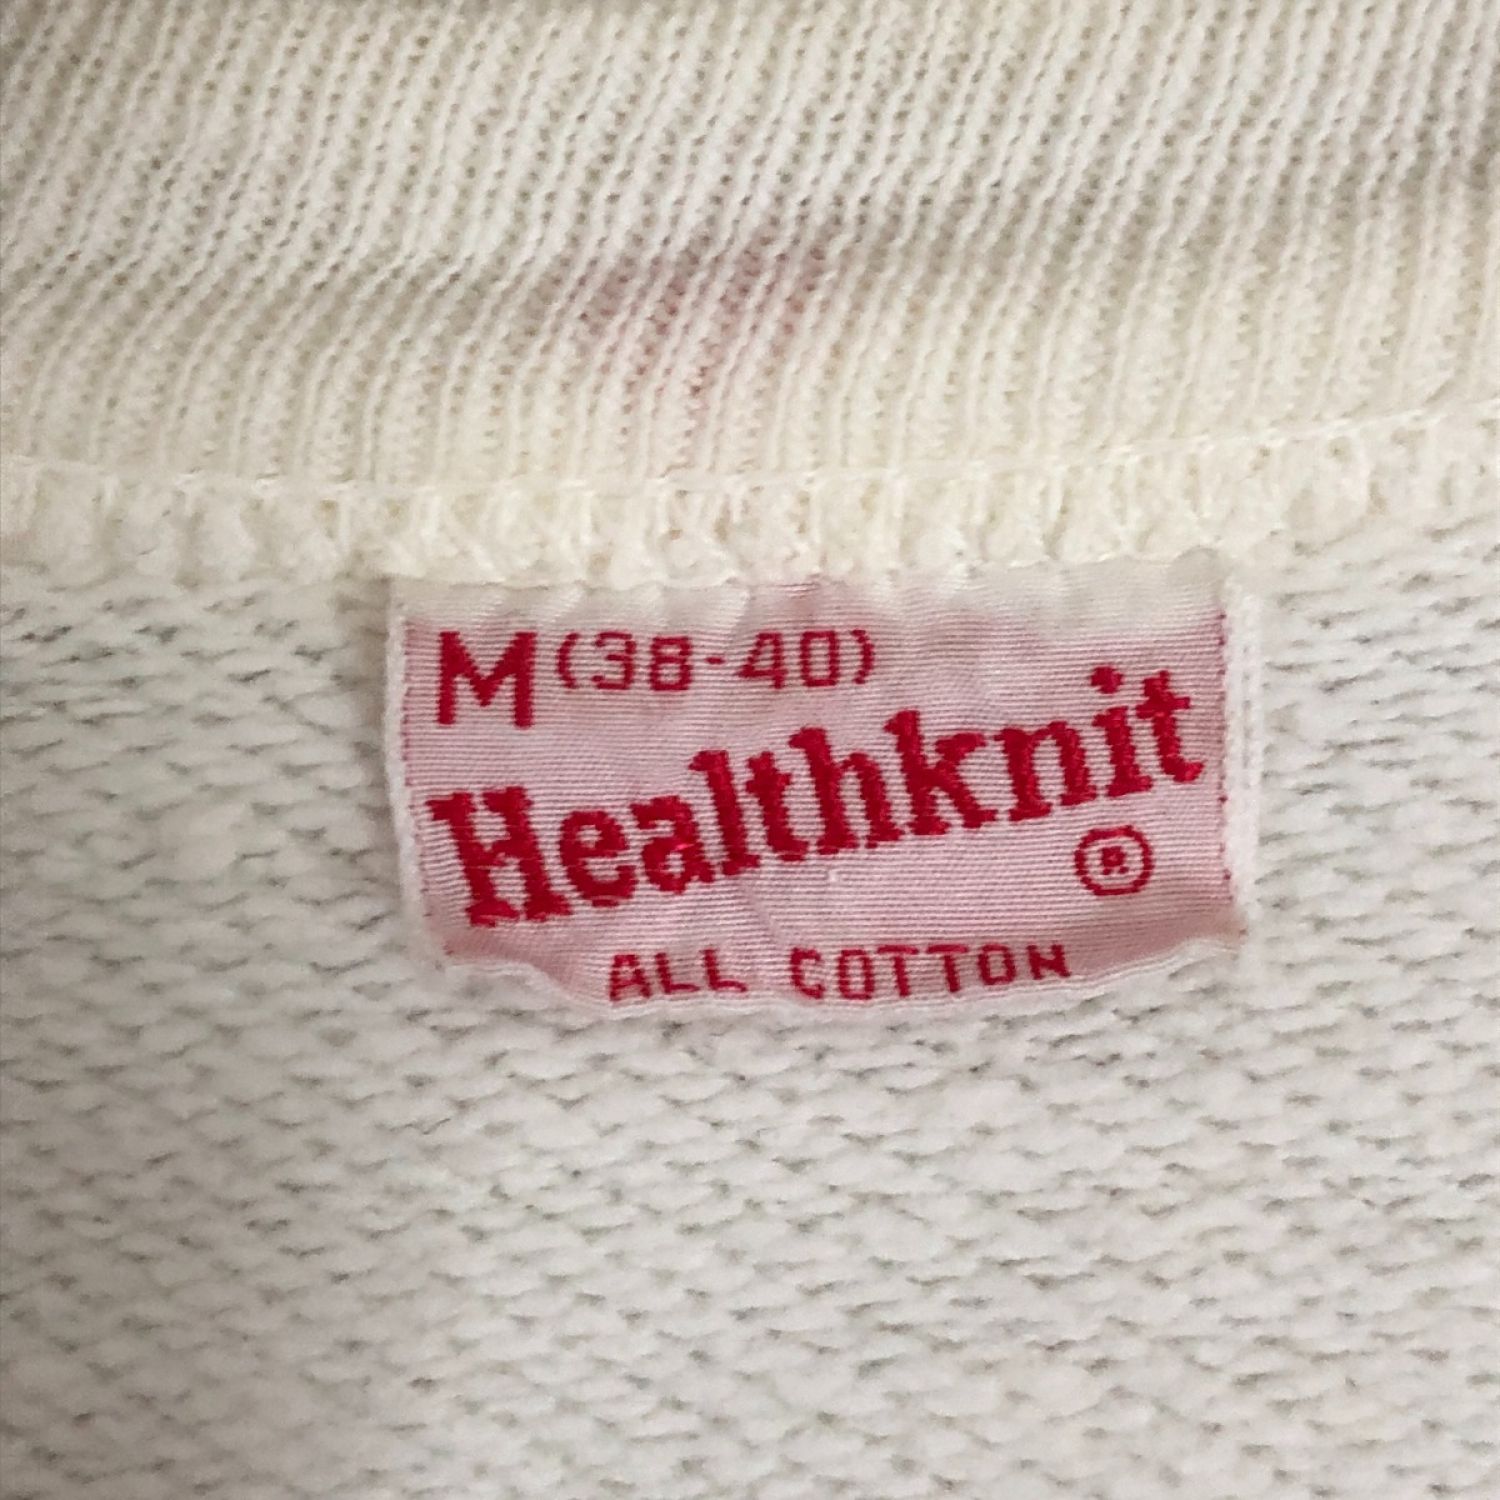 M (38-40)
Healthknit
®
ALL COTTON